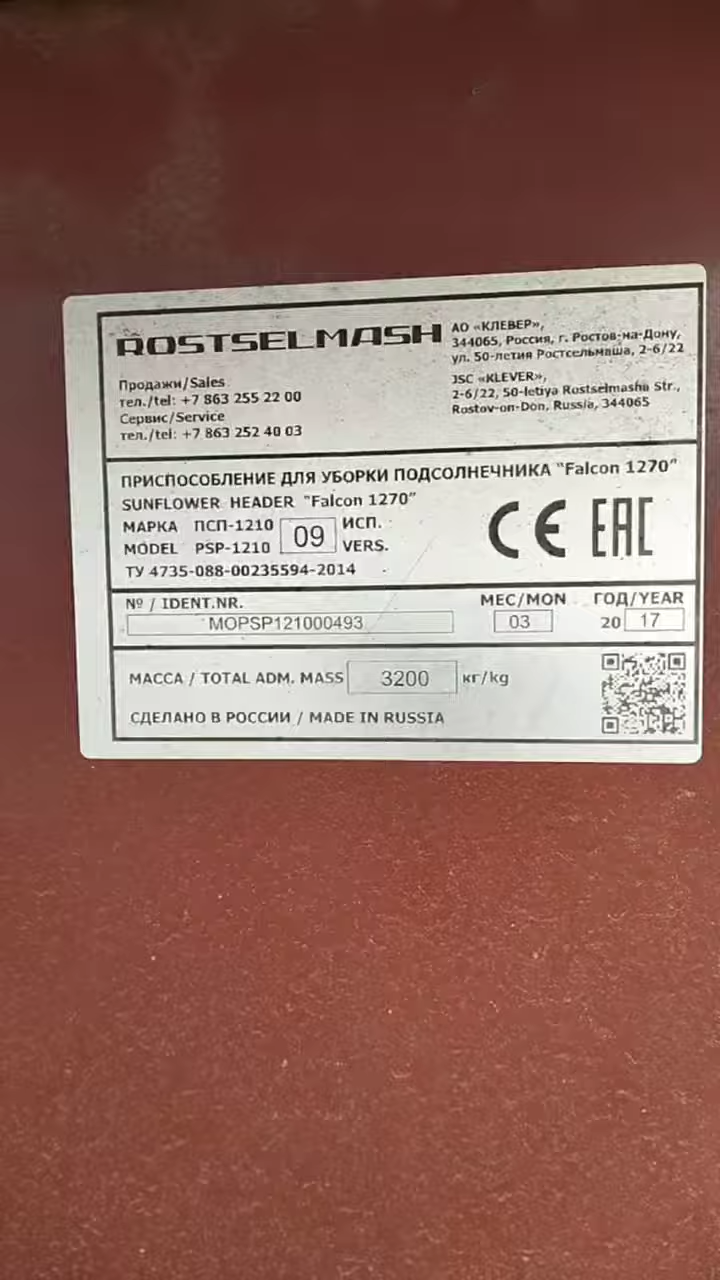 ROSTSELMASH
АО «КЛЕВЕР»,
344065, Россия, г. Ростов-на-Дону,
ул. 50-летия Ростсельмаша, 2-6/22
JSC «KLEVER»,
2-6/22, 50-letiya Rostselmasha Str.,
Rostov-on-Don, Russia, 344065
Продажи/Sales
тел./tel: +7 863 255 22 00
Сервис/Service
тел./tel: +7 863 252 40 03
ПРИСПОСОБЛЕНИЕ ДЛЯ УБОРКИ ПОДСОЛНЕЧНИКА "Falcon 1270"
SUNFLOWER HEADER "Falcon 1270"
МАРКА ПСП-1210 09 ИСП.
MODEL PSP-1210 VERS.
ТУ 4735-088-00235594-2014
CE EAC
№ / IDENT.NR. МЕС/MON ГОД/YEAR
MOPSP121000493 03 20 17
МАССА / TOTAL ADM. MASS 3200 кг/kg
СДЕЛАНО В РОССИИ / MADE IN RUSSIA